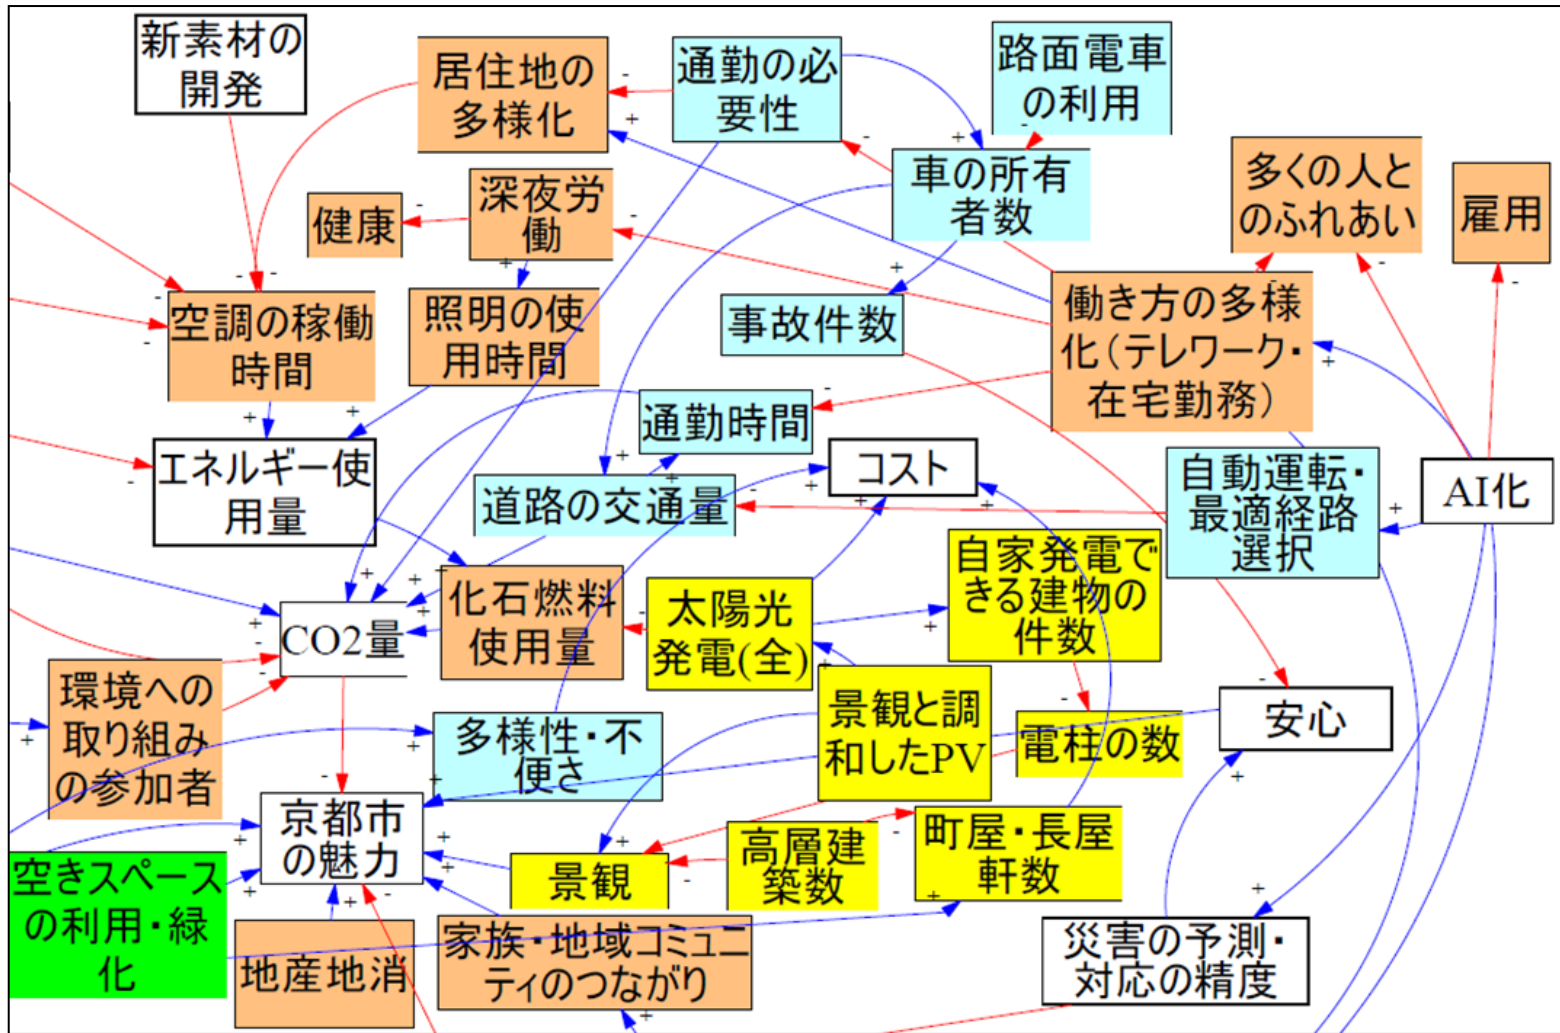 新素材の
開発
居住地の
多様化
通勤の必
要性
路面電車
の利用
健康
深夜労
働
車の所有
者数
多くの人と
のふれあい
雇用
空調の稼働
時間
照明の使
用時間
事故件数
働き方の多様
化(テレワーク・
在宅勤務)
エネルギー使
用量
通勤時間
道路の交通量
コスト
自動運転・
最適経路
選択
AI化
CO2量
化石燃料
使用量
太陽光
発電(全)
自家発電で
きる建物の
件数
環境への
取り組み
の参加者
多様性・不
便さ
景観と調
和したPV
電柱の数
安心
京都市
の魅力
景観
高層建
築数
町屋・長屋
軒数
空きスペース
の利用・緑
化
地産地消
家族・地域コミュニ
ティのつながり
災害の予測・
対応の精度